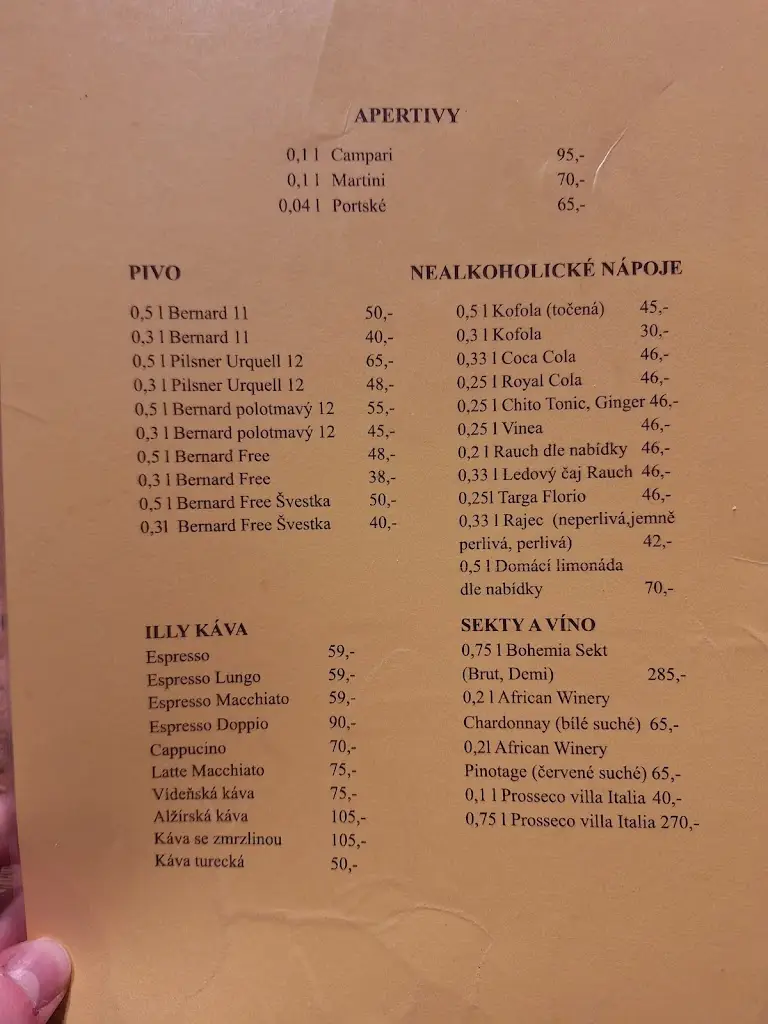 APERTIVY
0,1 l Campari 95,-
0,1 l Martini 70,-
0,04 l Portské 65,-
PIVO
0,5 l Bernard 11 50,-
0,3 l Bernard 11 40,-
0,5 l Pilsner Urquell 12 65,-
0,3 l Pilsner Urquell 12 48,-
0,5 l Bernard polotmavý 12 55,-
0,3 l Bernard polotmavý 12 45,-
0,5 l Bernard Free 48,-
0,3 l Bernard Free 38,-
0,5 l Bernard Free Švestka 50,-
0,3l Bernard Free Švestka 40,-
NEALKOHOLICKÉ NÁPOJE
0,5 l Kofola (točená) 45,-
0,3 l Kofola 30,-
0,33 l Coca Cola 46,-
0,25 l Royal Cola 46,-
0,25 l Chito Tonic, Ginger 46,-
0,25 l Vinea 46,-
0,2 l Rauch dle nabídky 46,-
0,33 l Ledový čaj Rauch 46,-
0,25l Targa Florio 46,-
0,33 l Rajec (neperlivá,jemně
perlivá, perlivá) 42,-
0,5 l Domácí limonáda
dle nabídky 70,-
ILLY KÁVA
Espresso 59,-
Espresso Lungo 59,-
Espresso Macchiato 59,-
Espresso Doppio 90,-
Cappucino 70,-
Latte Macchiato 75,-
Vídeňská káva 75,-
Alžírská káva 105,-
Káva se zmrzlinou 105,-
Káva turecká 50,-
SEKTY A VÍNO
0,75 l Bohemia Sekt
(Brut, Demi) 285,-
0,2 l African Winery
Chardonnay (bílé suché) 65,-
0,2l African Winery
Pinotage (červené suché) 65,-
0,1 l Prosseco villa Italia 40,-
0,75 l Prosseco villa Italia 270,-